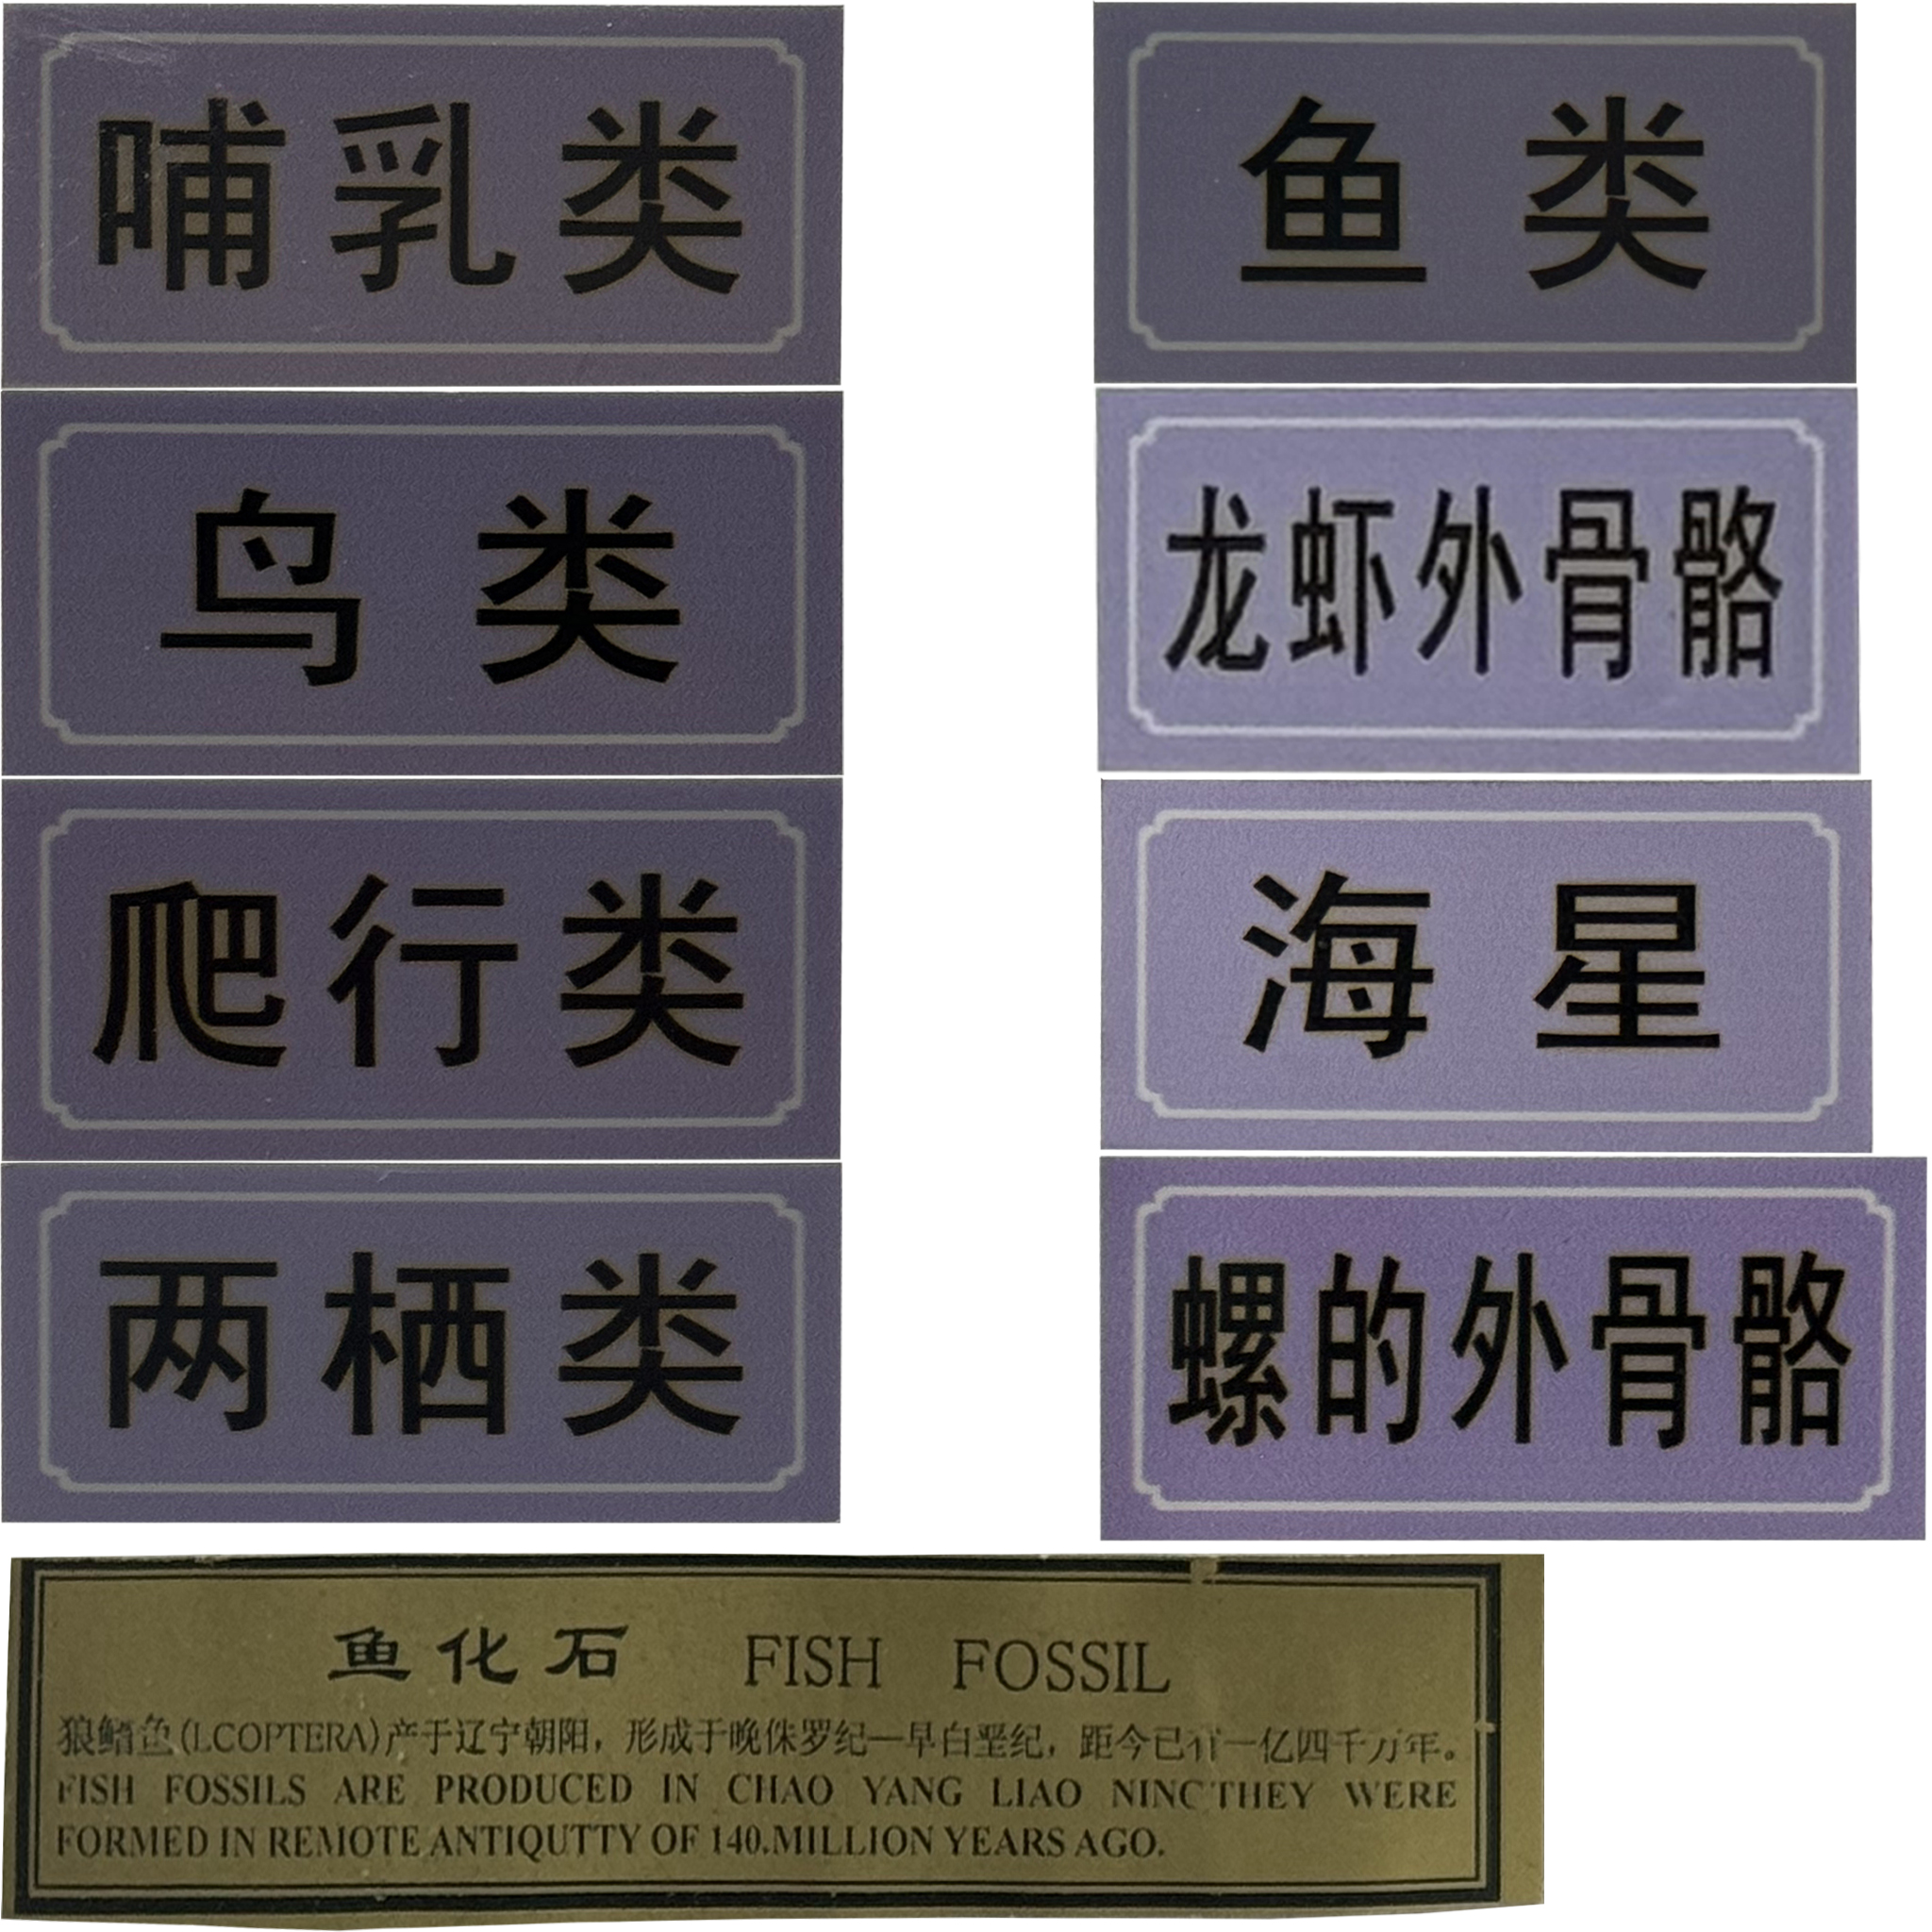 哺乳类
鸟类
爬行类
两栖类
鱼类
龙虾外骨骼
海星
螺的外骨骼
鱼化石 FISH FOSSIL
狼鳍鱼(LCOPTERA)产于辽宁朝阳，形成于晚侏罗纪—早白垩纪，距今已有一亿四千万年。
FISH FOSSILS ARE PRODUCED IN CHAO YANG LIAO NING THEY WERE
FORMED IN REMOTE ANTIQUTTY OF 140.MILLION YEARS AGO.